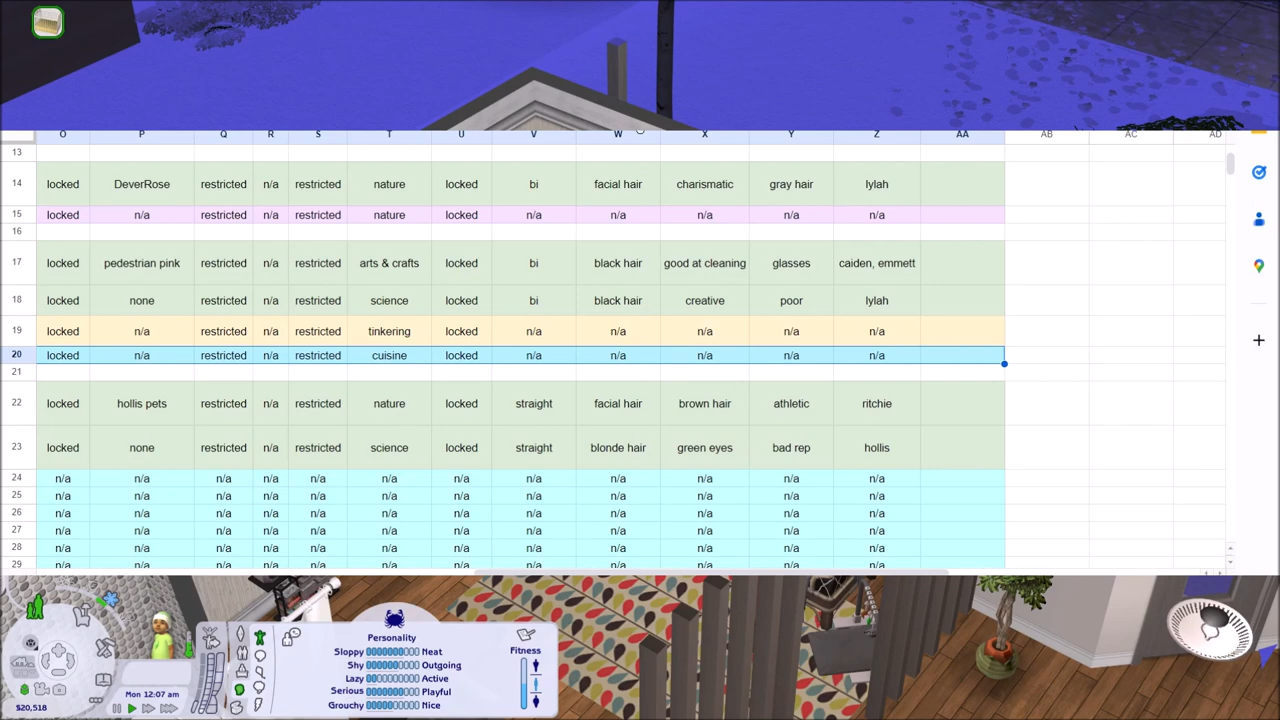 O P Q R S T U V W X Y Z AA AB AC AD
13
14 locked DeverRose restricted n/a restricted nature locked bi facial hair charismatic gray hair lylah
15 locked n/a restricted n/a restricted nature locked n/a n/a n/a n/a n/a
16
17 locked pedestrian pink restricted n/a restricted arts & crafts locked bi black hair good at cleaning glasses caiden, emmett
18 locked none restricted n/a restricted science locked bi black hair creative poor lylah
19 locked n/a restricted n/a restricted tinkering locked n/a n/a n/a n/a n/a
20 locked n/a restricted n/a restricted cuisine locked n/a n/a n/a n/a n/a
21
22 locked hollis pets restricted n/a restricted nature locked straight facial hair brown hair athletic ritchie
23 locked none restricted n/a restricted science locked straight blonde hair green eyes bad rep hollis
24 n/a n/a n/a n/a n/a n/a n/a n/a n/a n/a n/a n/a
25 n/a n/a n/a n/a n/a n/a n/a n/a n/a n/a n/a n/a
26 n/a n/a n/a n/a n/a n/a n/a n/a n/a n/a n/a n/a
27 n/a n/a n/a n/a n/a n/a n/a n/a n/a n/a n/a n/a
28 n/a n/a n/a n/a n/a n/a n/a n/a n/a n/a n/a n/a
29 n/a n/a n/a n/a n/a n/a n/a n/a n/a n/a n/a n/a
Personality
Sloppy Neat
Shy Outgoing
Lazy Active
Serious Playful
Grouchy Nice
Fitness
Mon 12:07 am
$20,518